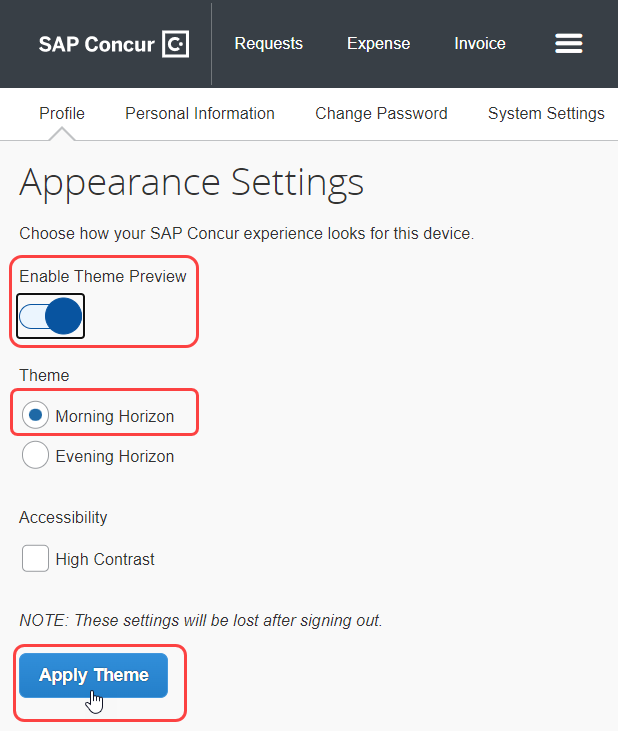 SAP Concur C Requests Expense Invoice
Profile Personal Information Change Password System Settings
Appearance Settings
Choose how your SAP Concur experience looks for this device.
Enable Theme Preview
Theme
Morning Horizon
Evening Horizon
Accessibility
High Contrast
NOTE: These settings will be lost after signing out.
Apply Theme